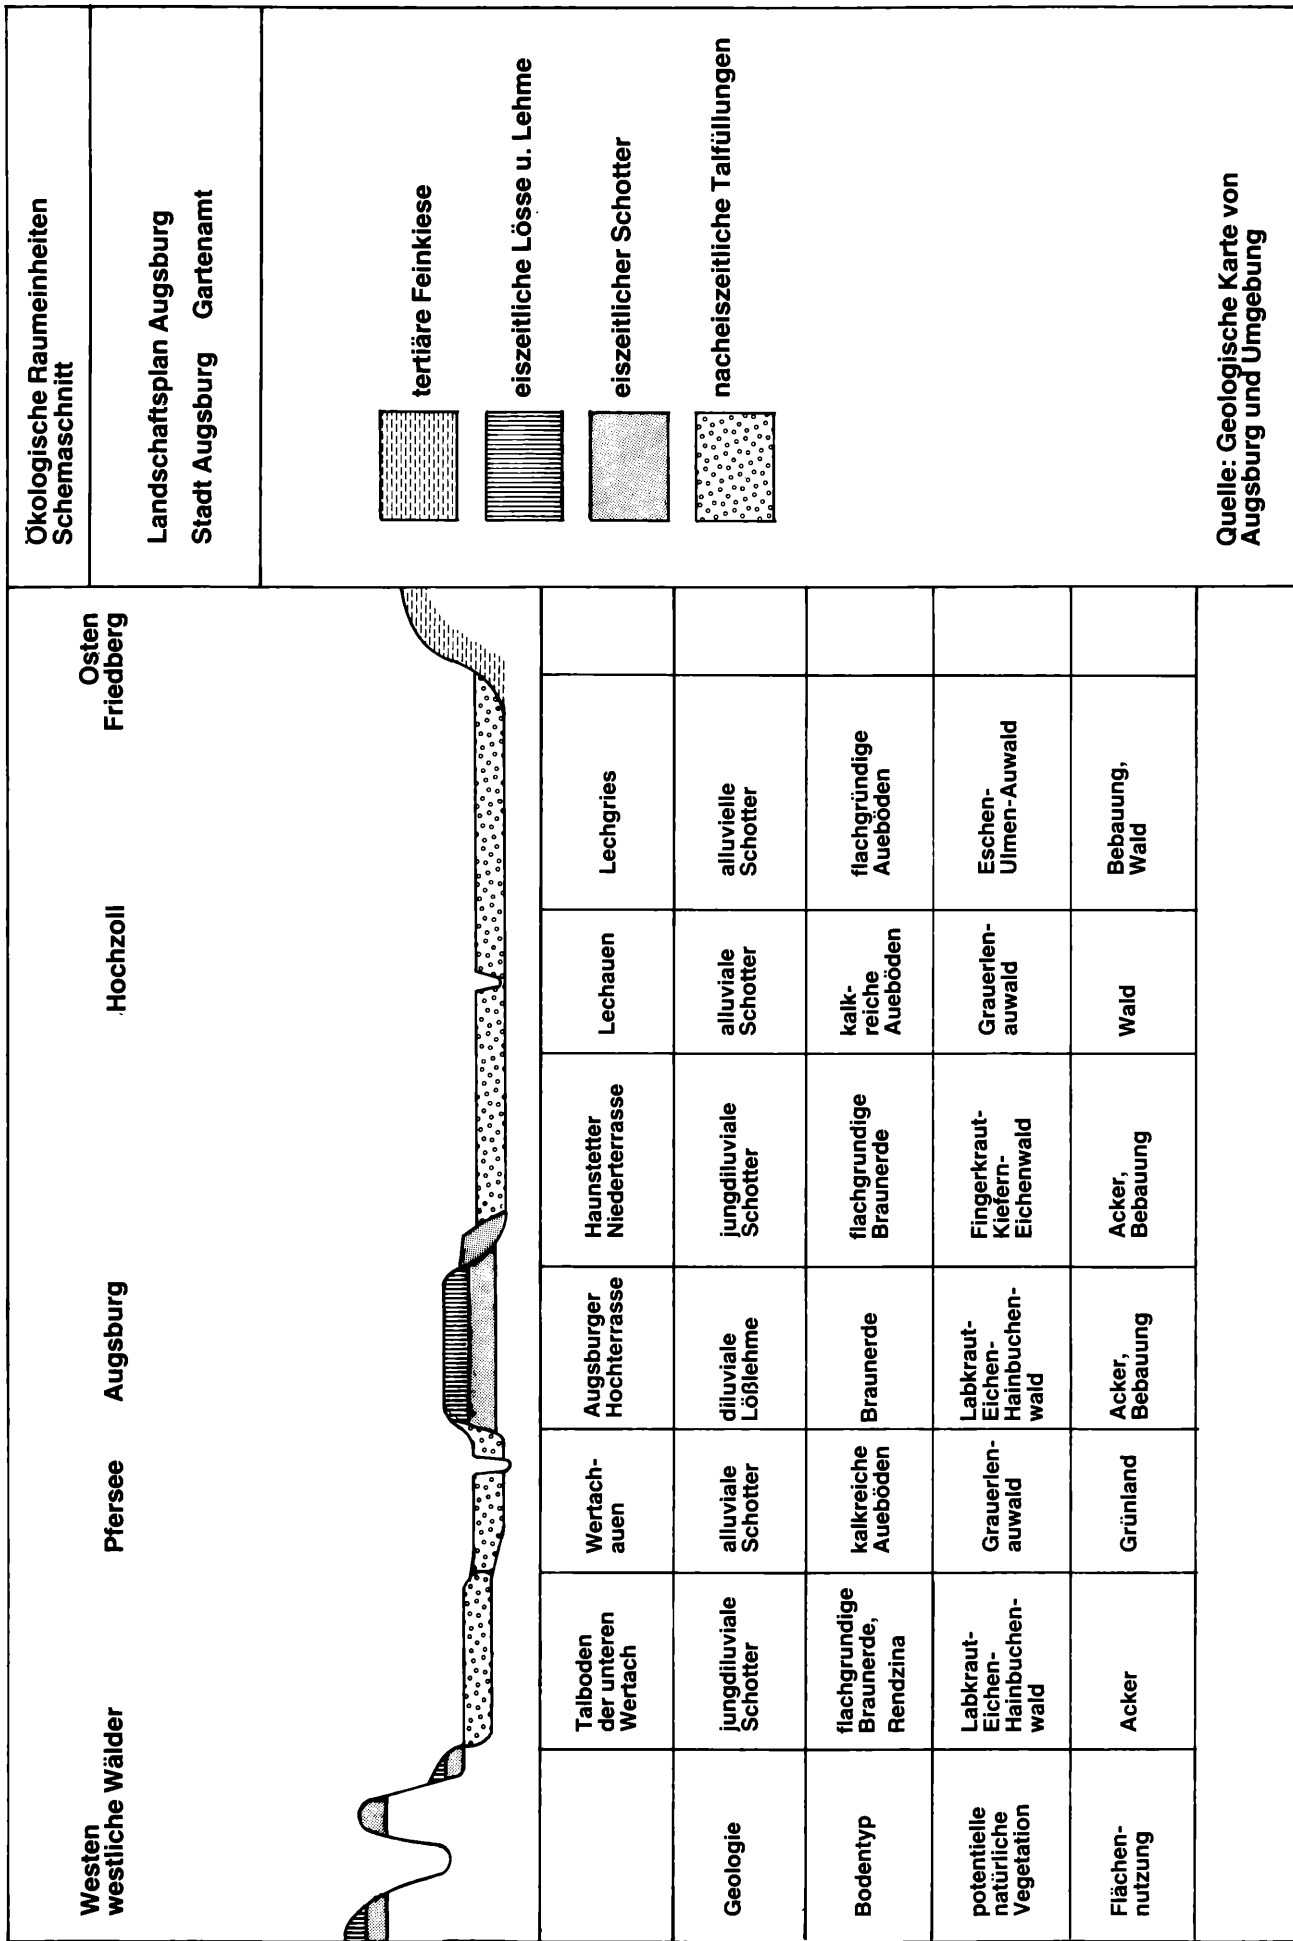 Ökologische Raumeinheiten
Schemaschnitt
Landschaftsplan Augsburg
Stadt Augsburg Gartenamt
tertiäre Feinkiese
eiszeitliche Lösse u. Lehme
eiszeitlicher Schotter
nacheiszeitliche Talfüllungen
Quelle: Geologische Karte von
Augsburg und Umgebung
Westen
westliche Wälder
Pfersee
Augsburg
Hochzoll
Osten
Friedberg
Talboden
der unteren
Wertach
Wertach-
auen
Augsburger
Hochterrasse
Haunstetter
Niederterrasse
Lechauen
Lechgries
Geologie
jungdiluviale
Schotter
alluviale
Schotter
diluviale
Lößlehme
jungdiluviale
Schotter
alluviale
Schotter
alluvielle
Schotter
Bodentyp
flachgrundige
Braunerde,
Rendzina
kalkreiche
Aueböden
Braunerde
flachgrundige
Braunerde
kalk-
reiche
Aueböden
flachgründige
Aueböden
potentielle
natürliche
Vegetation
Labkraut-
Eichen-
Hainbuchen-
wald
Grauerlen-
auwald
Labkraut-
Eichen-
Hainbuchen-
wald
Fingerkraut-
Kiefern-
Eichenwald
Grauerlen-
auwald
Eschen-
Ulmen-Auwald
Flächen-
nutzung
Acker
Grünland
Acker,
Bebauung
Acker,
Bebauung
Wald
Bebauung,
Wald